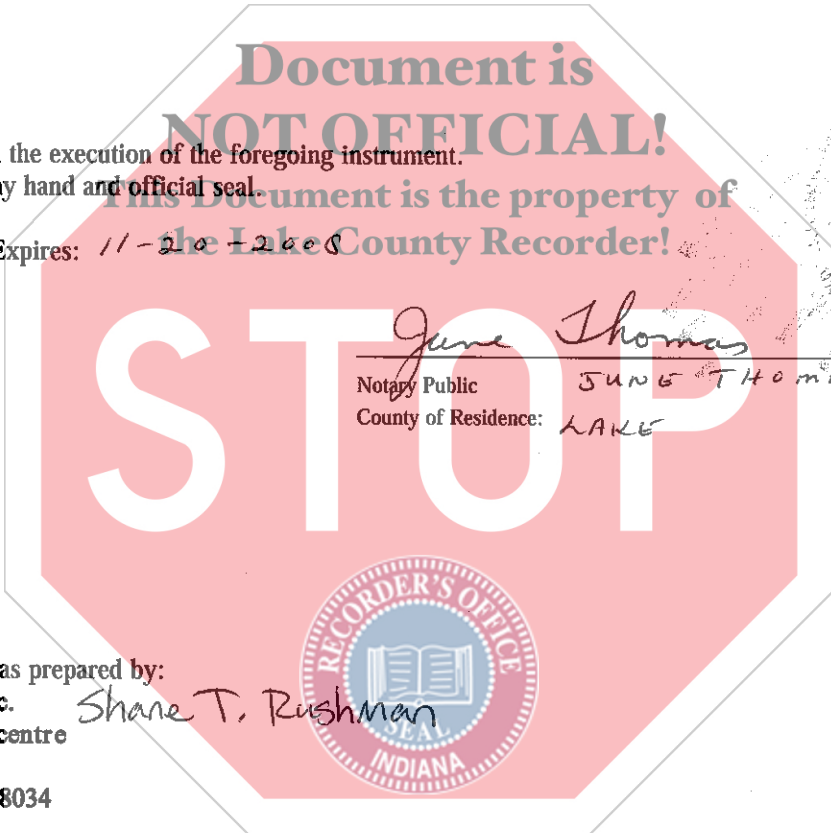 Document is
NOT OFFICIAL!
the execution of the foregoing instrument.
hand and official seal.
This Document is the property of
the Lake County Recorder!
Expires: 11-20-2008
STOP
June Thomas
Notary Public JUNE THOM
County of Residence: LAKE
RECORDER'S OFFICE
SEAL
INDIANA
as prepared by:
Shane T. Rushman
centre
8034